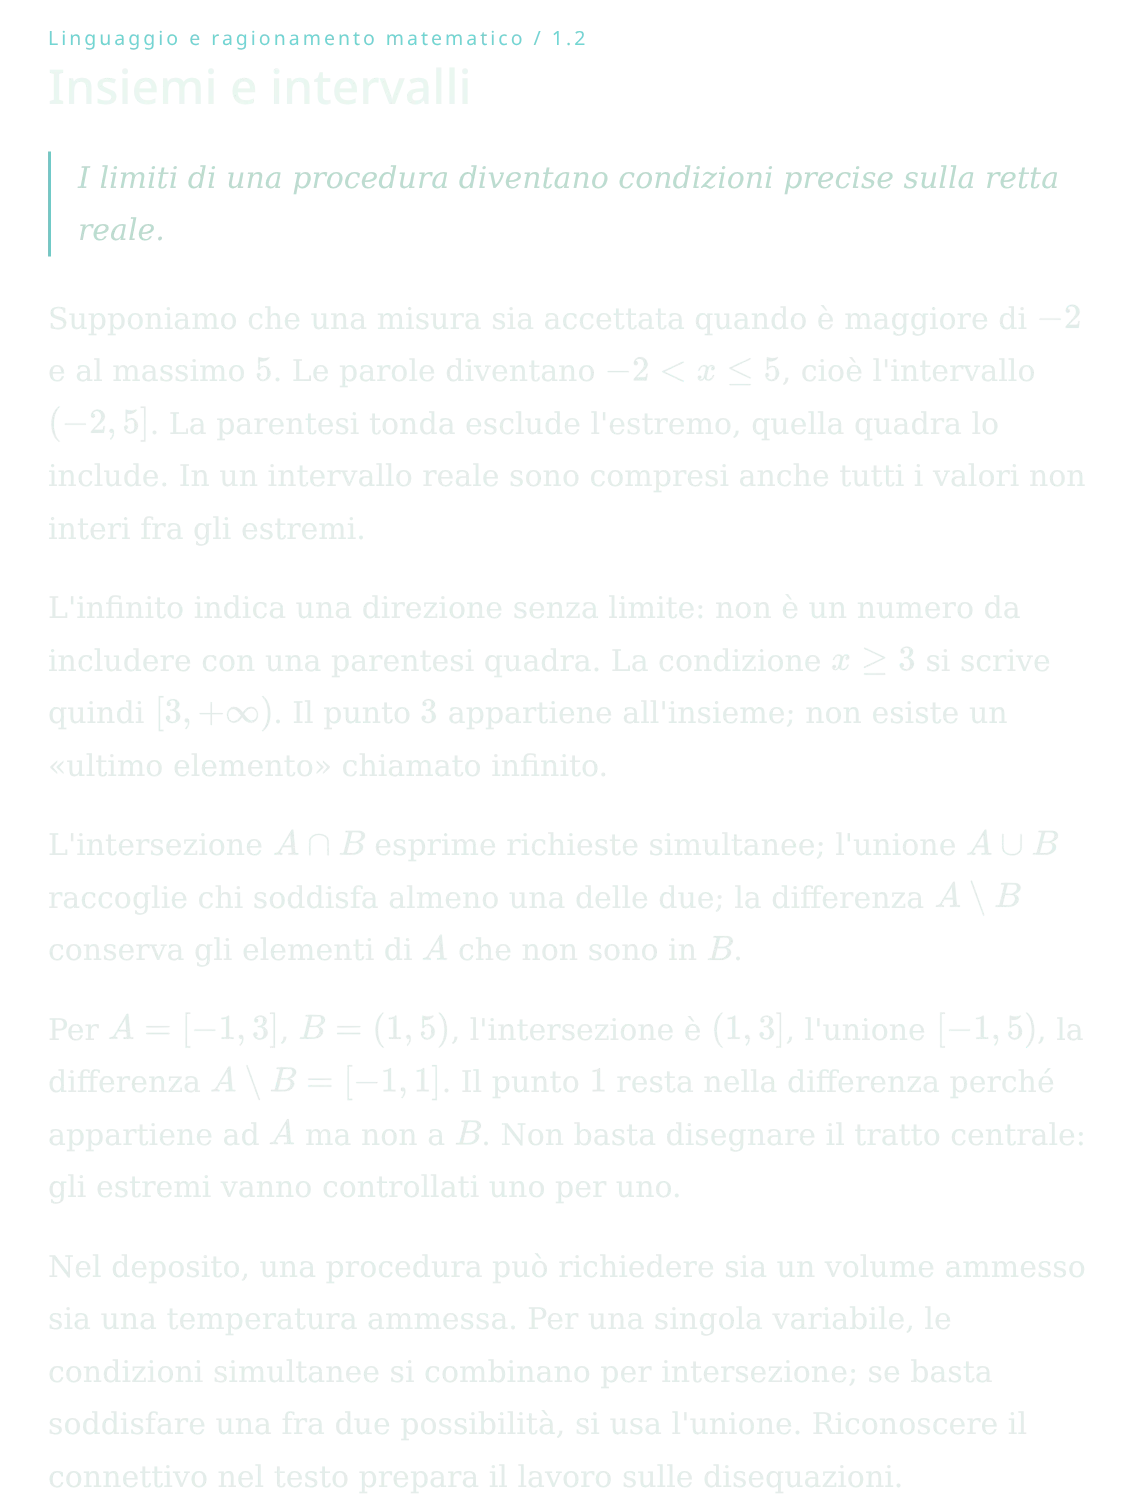 Linguaggio e ragionamento matematico / 1.2
Insiemi e intervalli
I limiti di una procedura diventano condizioni precise sulla retta
reale.
Supponiamo che una misura sia accettata quando è maggiore di −2
e al massimo 5. Le parole diventano −2 < x ≤ 5, cioè l'intervallo
(−2, 5]. La parentesi tonda esclude l'estremo, quella quadra lo
include. In un intervallo reale sono compresi anche tutti i valori non
interi fra gli estremi.
L'infinito indica una direzione senza limite: non è un numero da
includere con una parentesi quadra. La condizione x ≥ 3 si scrive
quindi [3, +∞). Il punto 3 appartiene all'insieme; non esiste un
«ultimo elemento» chiamato infinito.
L'intersezione A ∩ B esprime richieste simultanee; l'unione A ∪ B
raccoglie chi soddisfa almeno una delle due; la differenza A \ B
conserva gli elementi di A che non sono in B.
Per A = [−1, 3], B = (1, 5), l'intersezione è (1, 3], l'unione [−1, 5), la
differenza A \ B = [−1, 1]. Il punto 1 resta nella differenza perché
appartiene ad A ma non a B. Non basta disegnare il tratto centrale:
gli estremi vanno controllati uno per uno.
Nel deposito, una procedura può richiedere sia un volume ammesso
sia una temperatura ammessa. Per una singola variabile, le
condizioni simultanee si combinano per intersezione; se basta
soddisfare una fra due possibilità, si usa l'unione. Riconoscere il
connettivo nel testo prepara il lavoro sulle disequazioni.